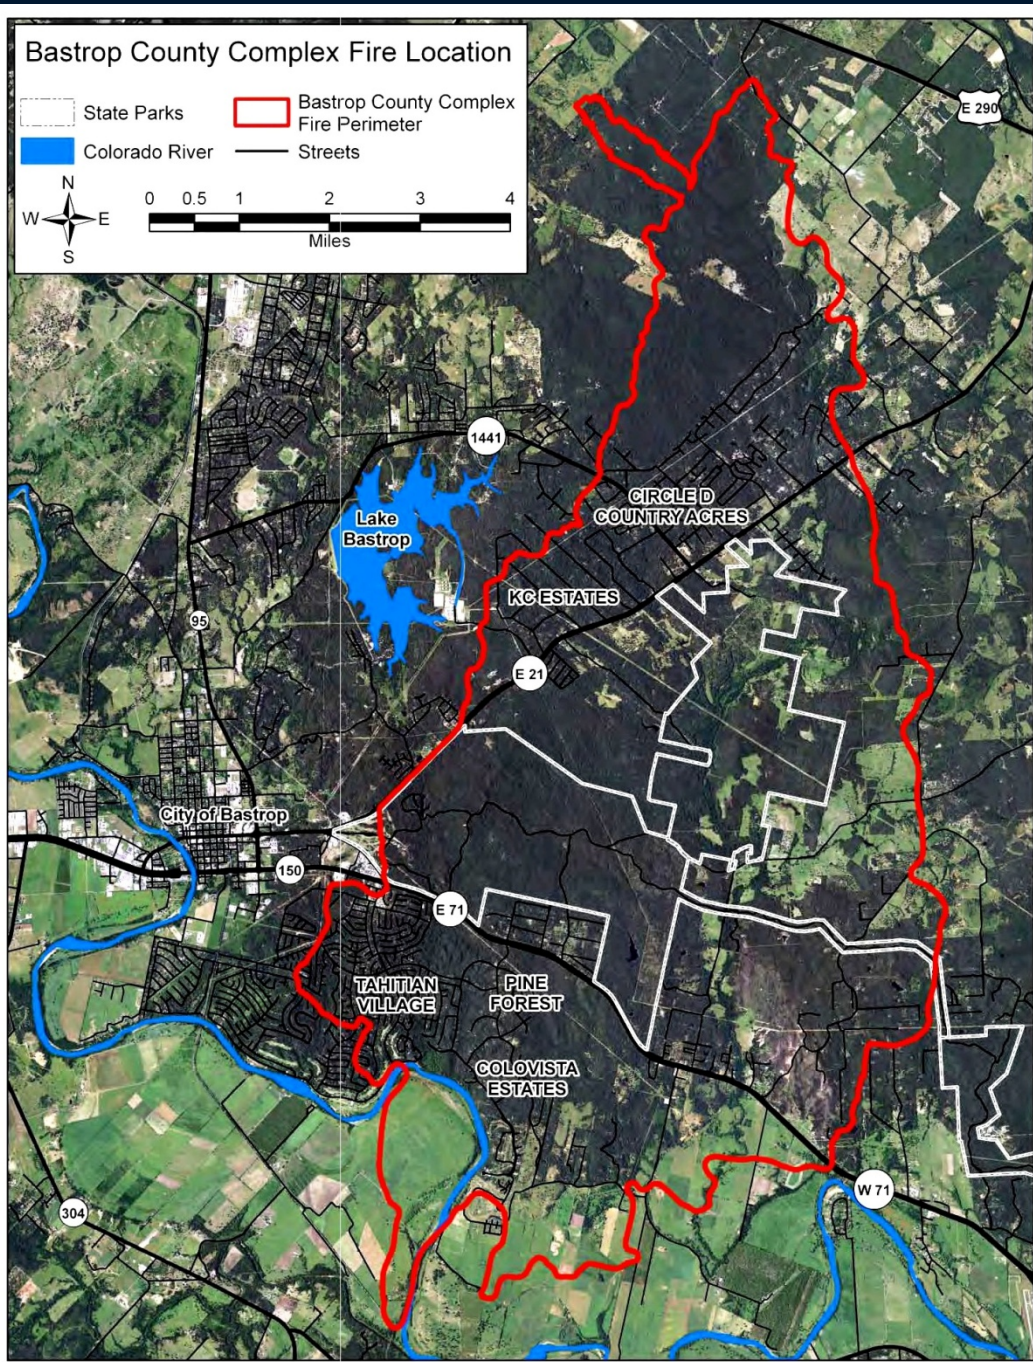 Bastrop County Complex Fire Location
State Parks
Bastrop County Complex
Fire Perimeter
Colorado River
Streets
N
W
E
S
0 0.5 1 2 3 4
Miles
E 290
1441
Lake
Bastrop
CIRCLE D
COUNTRY ACRES
KC ESTATES
95
E 21
City of Bastrop
150
E 71
TAHITIAN
VILLAGE
PINE
FOREST
COLOVISTA
ESTATES
W 71
304